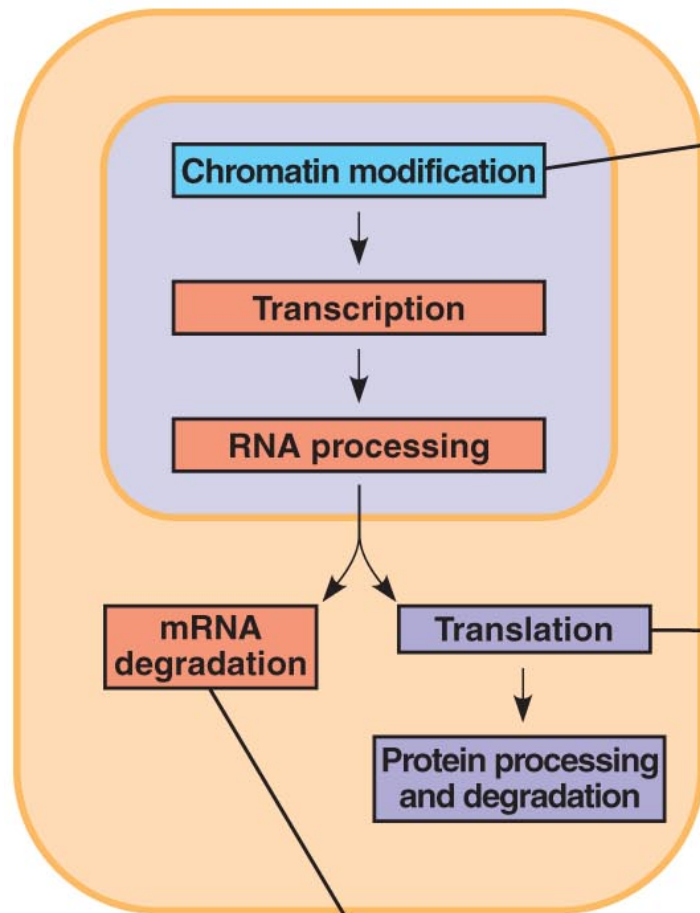 Chromatin modification
Transcription
RNA processing
mRNA
degradation
Translation
Protein processing
and degradation